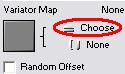 Variator Map None
Choose
None
Random Offset